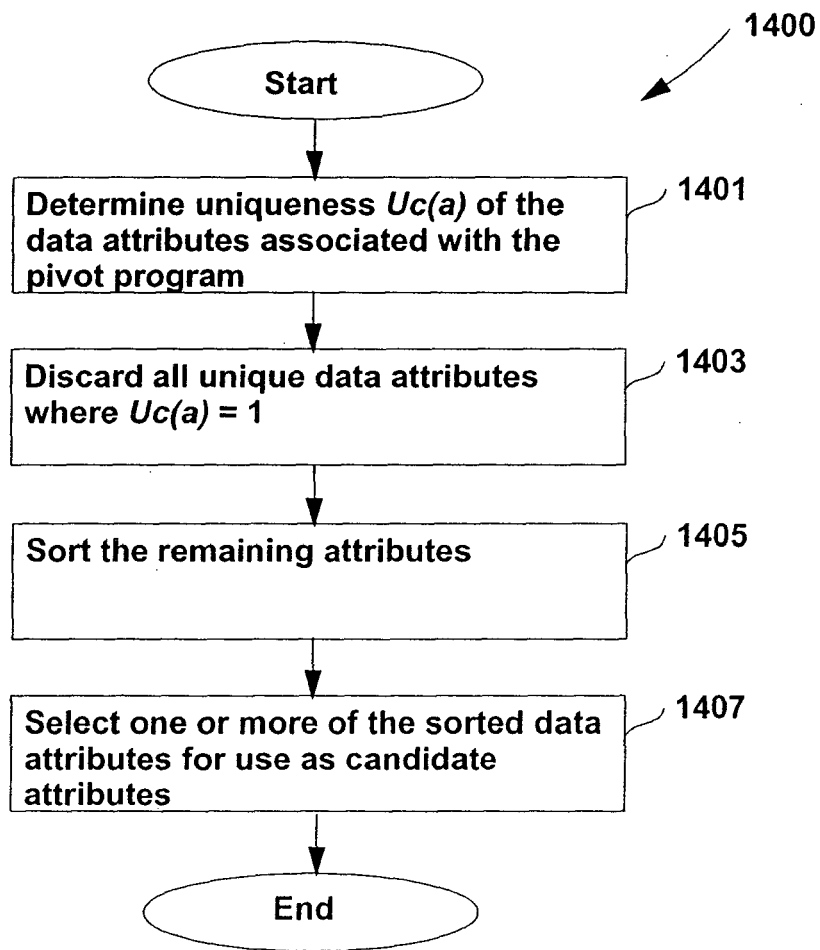 1400
Start
Determine uniqueness Uc(a) of the
data attributes associated with the
pivot program
1401
Discard all unique data attributes
where Uc(a) = 1
1403
Sort the remaining attributes
1405
Select one or more of the sorted data
attributes for use as candidate
attributes
1407
End